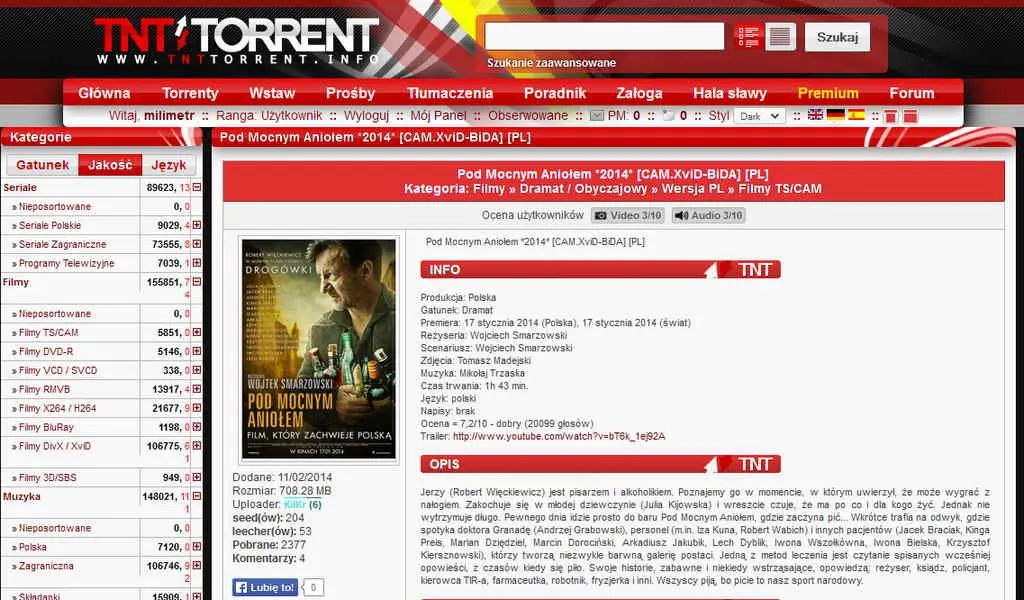 TNT TORRENT
WWW.TNTTORRENT.INFO
Szukaj
Szukanie zaawansowane
Główna Torrenty Wstaw Prośby Tłumaczenia Poradnik Załoga Hala sławy Premium Forum
Witaj, milimetr :: Ranga: Użytkownik :: Wyloguj :: Mój Panel :: Obserwowane :: PM: 0 :: 0 :: Styl Dark ::
Kategorie
Gatunek Jakość Język
Seriale 89623, 13
» Nieposortowane 0, 0
» Seriale Polskie 9029, 4
» Seriale Zagraniczne 73555, 8
» Programy Telewizyjne 7039, 1
Filmy 155851, 7
4
» Nieposortowane 0, 0
» Filmy TS/CAM 5851, 0
» Filmy DVD-R 5146, 0
» Filmy VCD / SVCD 338, 0
» Filmy RMVB 13917, 4
» Filmy X264 / H264 21677, 9
» Filmy BluRay 1198, 0
» Filmy DivX / XviD 106775, 6
1
» Filmy 3D/SBS 949, 0
Muzyka 148021, 11
1
» Nieposortowane 0, 0
» Polska 7120, 0
» Zagraniczna 106746, 9
2
» Składanki 15909, 1
Pod Mocnym Aniołem *2014* [CAM.XviD-BiDA] [PL]
Pod Mocnym Aniołem *2014* [CAM.XviD-BiDA] [PL]
Kategoria: Filmy » Dramat / Obyczajowy » Wersja PL » Filmy TS/CAM
Ocena użytkowników Video 3/10 Audio 3/10
ROBERT WIĘCKIEWICZ
W NOWYM FILMIE TWÓRCY
DROGÓWKI
WOJTEK SMARZOWSKI
POD MOCNYM
ANIOŁEM
FILM, KTÓRY ZACHWIEJE POLSKĄ
W KINACH 17.01.2014
Dodane: 11/02/2014
Rozmiar: 708.28 MB
Uploader: KilKr (6)
seed(ów): 204
leecher(ów): 53
Pobrane: 2377
Komentarzy: 4
Lubię to! 0
Pod Mocnym Aniołem *2014* [CAM.XviD-BiDA] [PL]
INFO TNT
Produkcja: Polska
Gatunek: Dramat
Premiera: 17 stycznia 2014 (Polska), 17 stycznia 2014 (świat)
Reżyseria: Wojciech Smarzowski
Scenariusz: Wojciech Smarzowski
Zdjęcia: Tomasz Madejski
Muzyka: Mikołaj Trzaska
Czas trwania: 1h 43 min.
Język: polski
Napisy: brak
Ocena = 7,2/10 - dobry (20099 głosów)
Trailer: http://www.youtube.com/watch?v=bT6k_1ej92A
OPIS TNT
Jerzy (Robert Więckiewicz) jest pisarzem i alkoholikiem. Poznajemy go w momencie, w którym uwierzył, że może wygrać z
nałogiem. Zakochuje się w młodej dziewczynie (Julia Kijowska) i wreszcie czuje, że ma po co i dla kogo żyć. Jednak nie
wytrzymuje długo. Pewnego dnia idzie prosto do baru Pod Mocnym Aniołem, gdzie zaczyna pić... Wkrótce trafia na odwyk, gdzie
spotyka doktora Granadę (Andrzej Grabowski), personel (m.in. Iza Kuna, Robert Wabich) i innych pacjentów (Jacek Braciak, Kinga
Preis, Marian Dziędziel, Marcin Dorociński, Arkadiusz Jakubik, Lech Dyblik, Iwona Wszołkówna, Iwona Bielska, Krzysztof
Kiersznowski), którzy tworzą niezwykle barwną galerię postaci. Jedną z metod leczenia jest czytanie spisanych wcześniej
opowieści, z czasów kiedy się piło. Swoje historie, zabawne i niekiedy wstrząsające, opowiedzą: reżyser, ksiądz, policjant,
kierowca TIR-a, farmaceutka, robotnik, fryzjerka i inni. Wszyscy piją, bo picie to nasz sport narodowy.